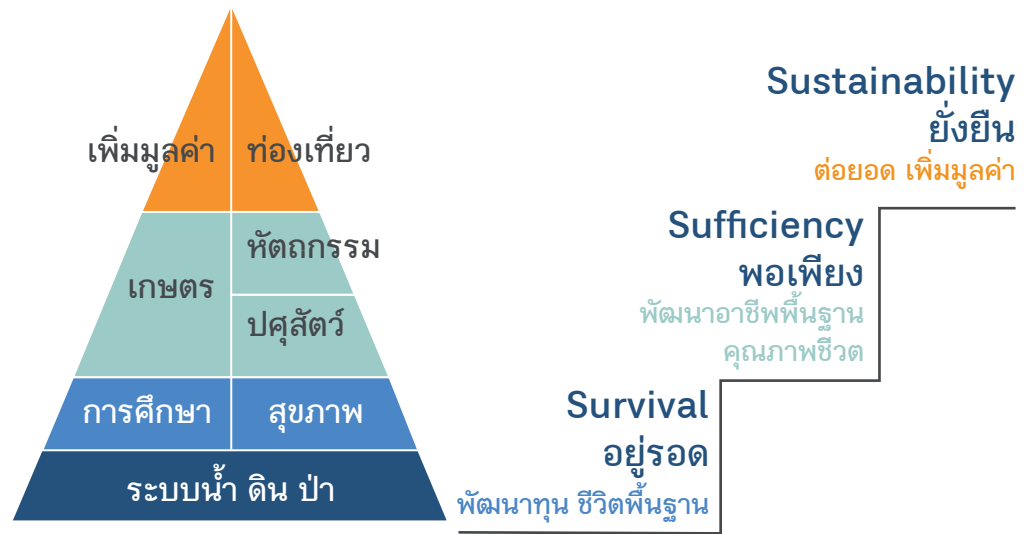 เพิ่มมูลค่า
ท่องเที่ยว
เกษตร
หัตถกรรม
ปศุสัตว์
การศึกษา
สุขภาพ
ระบบน้ำ ดิน ป่า
Sustainability
ยั่งยืน
ต่อยอด เพิ่มมูลค่า
Sufficiency
พอเพียง
พัฒนาอาชีพพื้นฐาน
คุณภาพชีวต
Survival
อยู่รอด
พัฒนาทุน ชีวิตพื้นฐาน